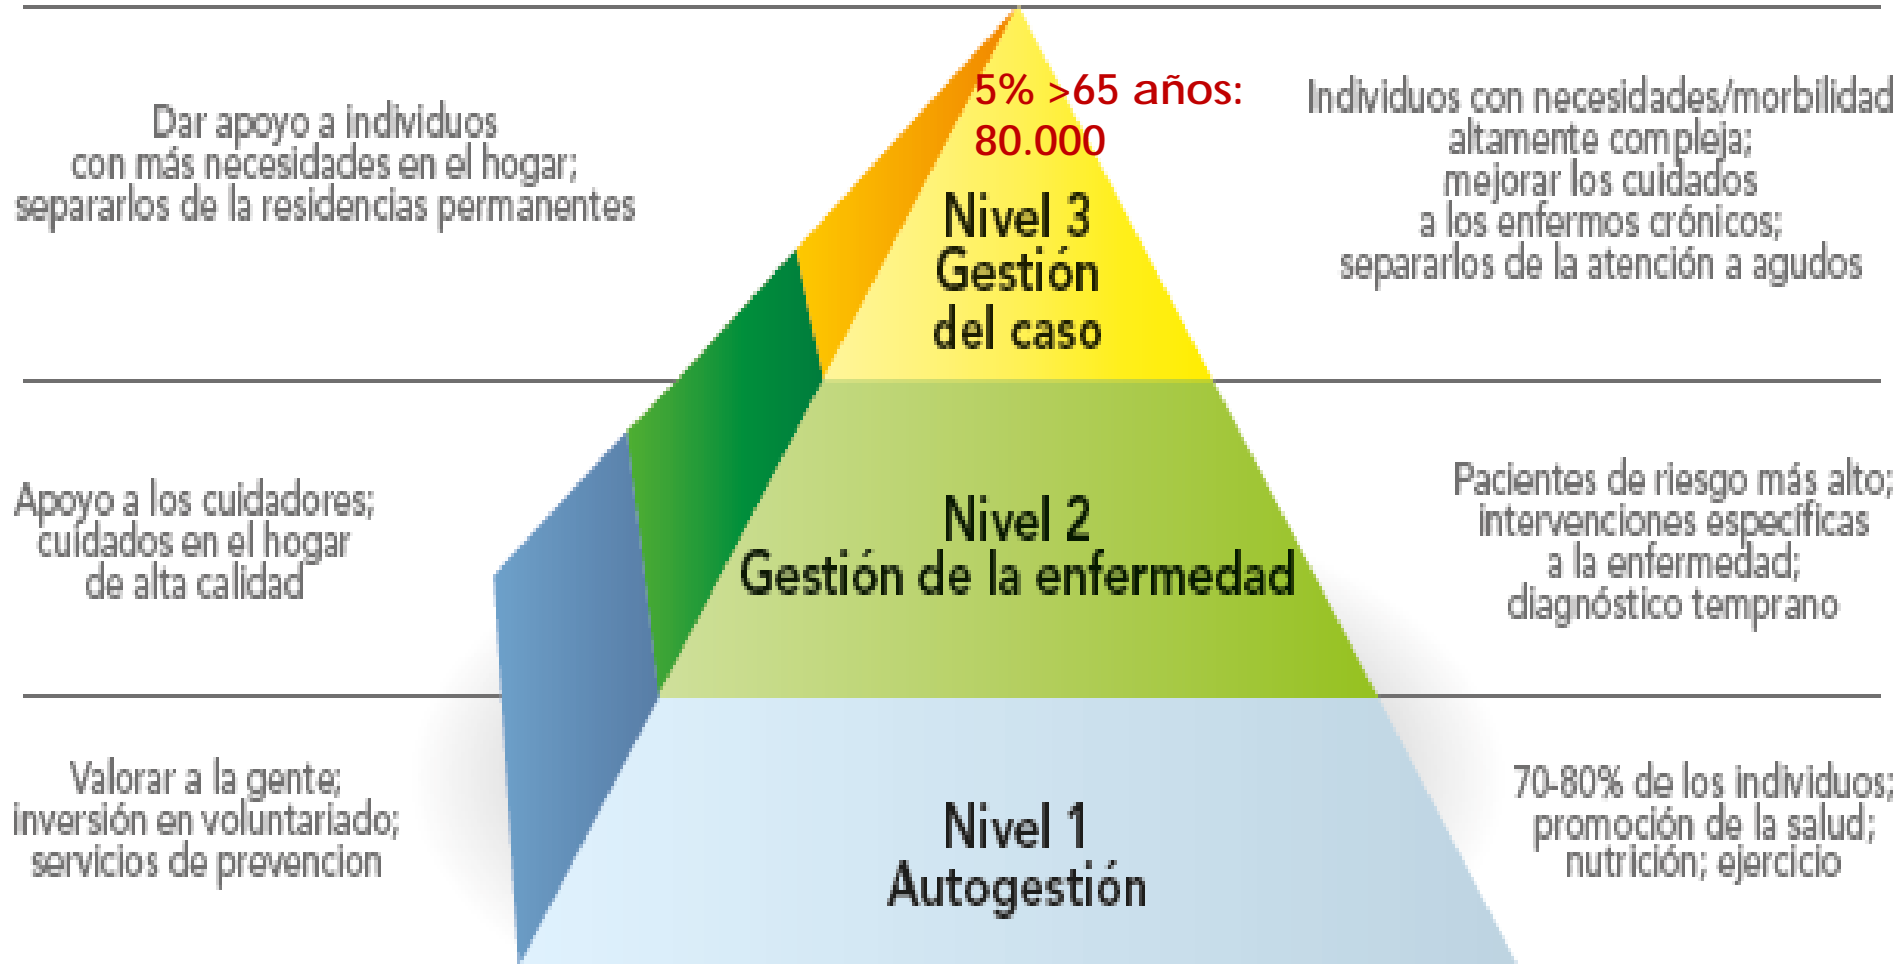 Dar apoyo a individuos
con más necesidades en el hogar;
separarlos de la residencias permanentes
5% >65 años:
80.000
Nivel 3
Gestión
del caso
Individuos con necesidades/morbilidad
altamente compleja;
mejorar los cuidados
a los enfermos crónicos;
separarlos de la atención a agudos
Apoyo a los cuidadores;
cuidados en el hogar
de alta calidad
Nivel 2
Gestión de la enfermedad
Pacientes de riesgo más alto;
intervenciones específicas
a la enfermedad;
diagnóstico temprano
Valorar a la gente;
inversión en voluntariado;
servicios de prevencion
Nivel 1
Autogestión
70-80% de los individuos;
promoción de la salud;
nutrición; ejercicio